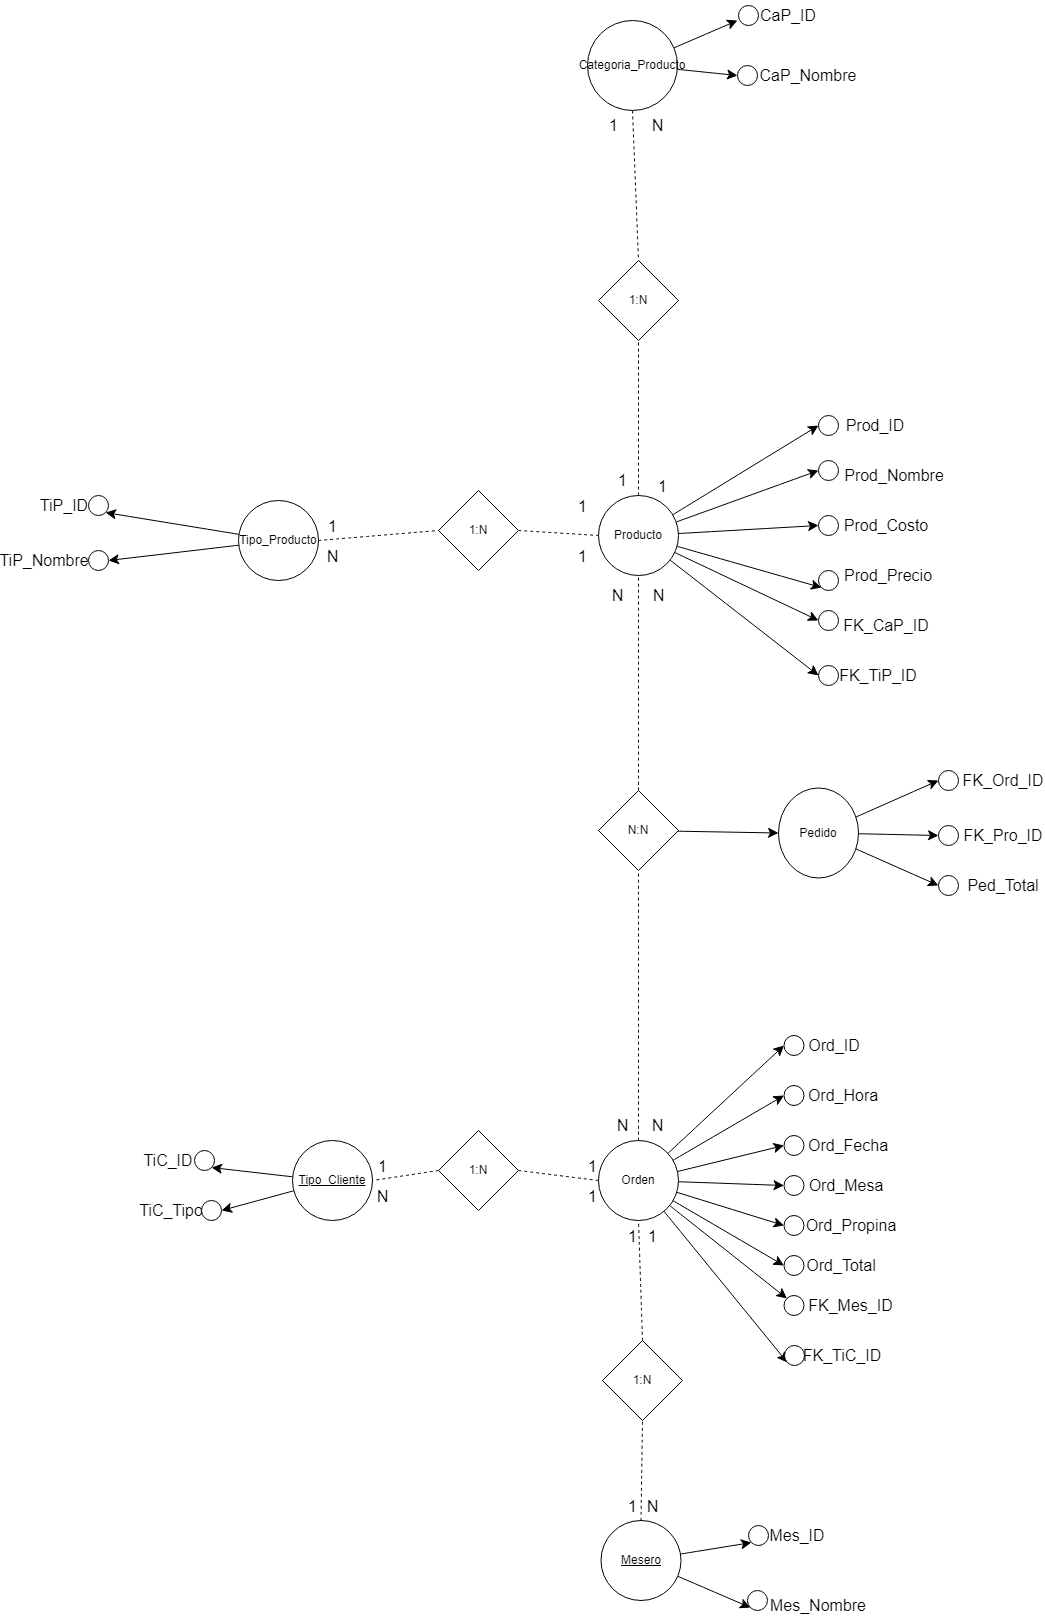 CaP_ID
Categoria_Producto
CaP_Nombre
1
N
1:N
Prod_ID
1
1
Prod_Nombre
TiP_ID
1
1
Prod_Costo
Tipo_Producto
1:N
Producto
TiP_Nombre
N
1
Prod_Precio
N
N
FK_CaP_ID
FK_TiP_ID
FK_Ord_ID
N:N
Pedido
FK_Pro_ID
Ped_Total
Ord_ID
Ord_Hora
N
N
Ord_Fecha
TiC_ID
1
1
Tipo_Cliente
1:N
Orden
Ord_Mesa
N
1
TiC_Tipo
Ord_Propina
1
1
Ord_Total
FK_Mes_ID
FK_TiC_ID
1:N
1
N
Mes_ID
Mesero
Mes_Nombre